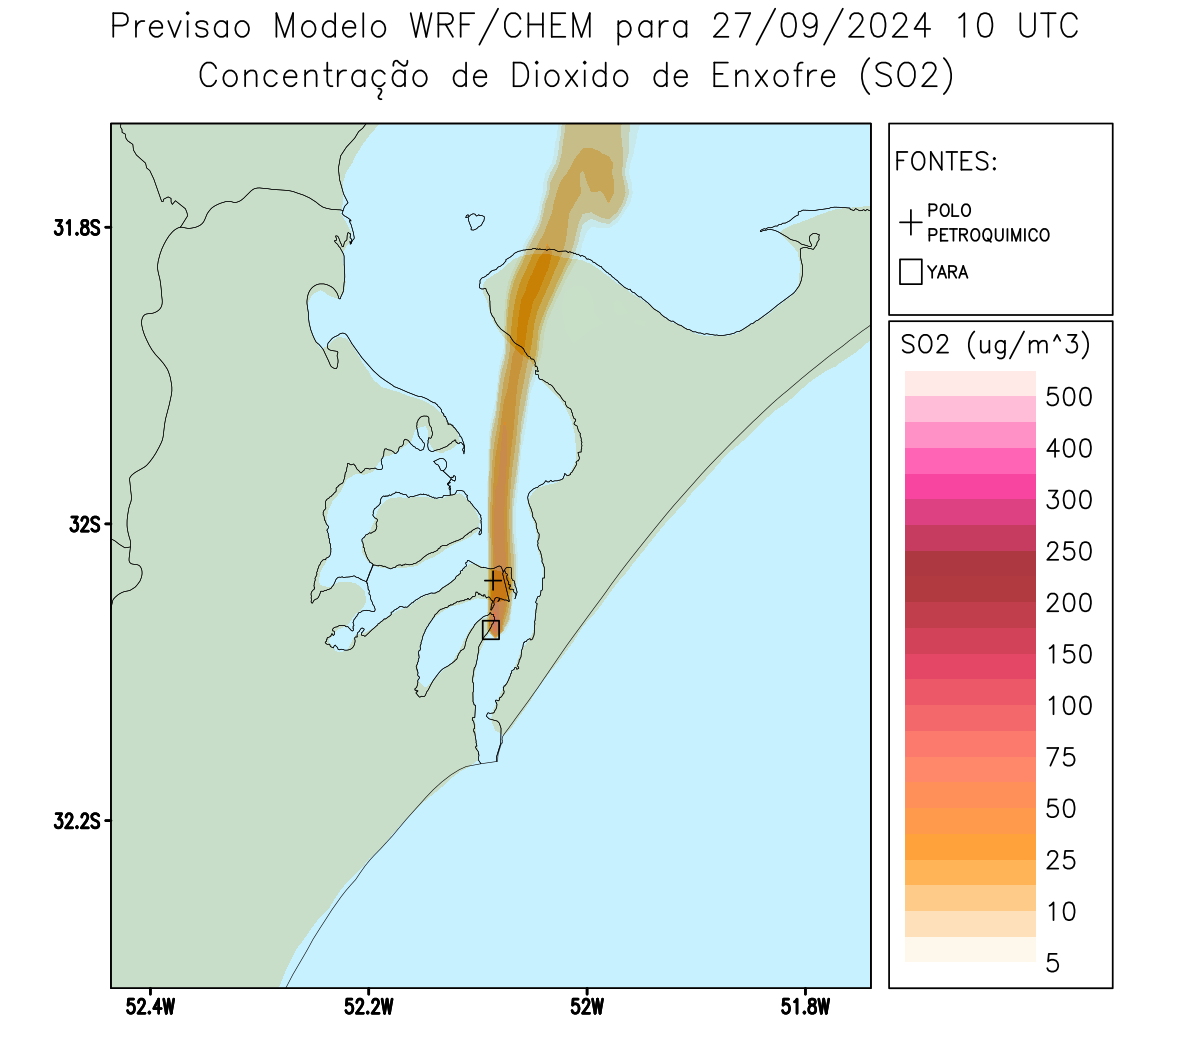 Previsao Modelo WRF/CHEM para 27/09/2024 10 UTC
Concentração de Dioxido de Enxofre (SO2)
FONTES:
POLO
PETROQUIMICO
YARA
31.8S
32S
32.2S
52.4W
52.2W
52W
51.8W
SO2 (ug/m^3)
500
400
300
250
200
150
100
75
50
25
10
5